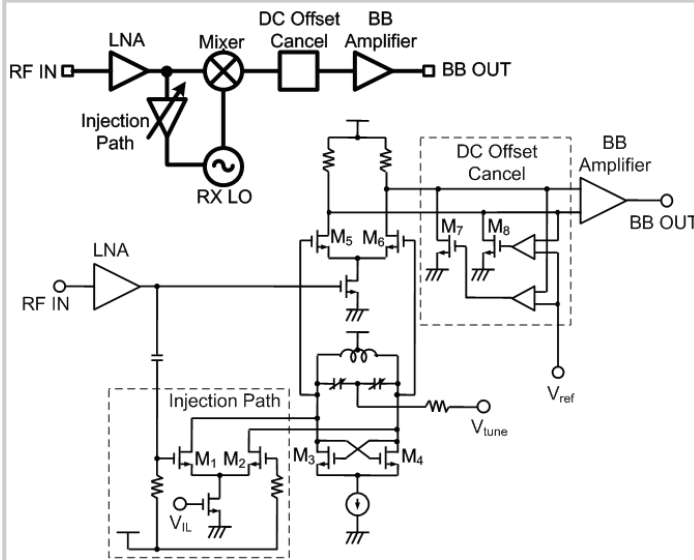 DC Offset
Cancel
BB
Amplifier
LNA
Mixer
RF IN
BB OUT
Injection
Path
RX LO
DC Offset
Cancel
BB
Amplifier
BB OUT
M5
M6
M7
M8
LNA
RF IN
Vref
Injection Path
Vtune
M1
M2
M3
M4
VIL